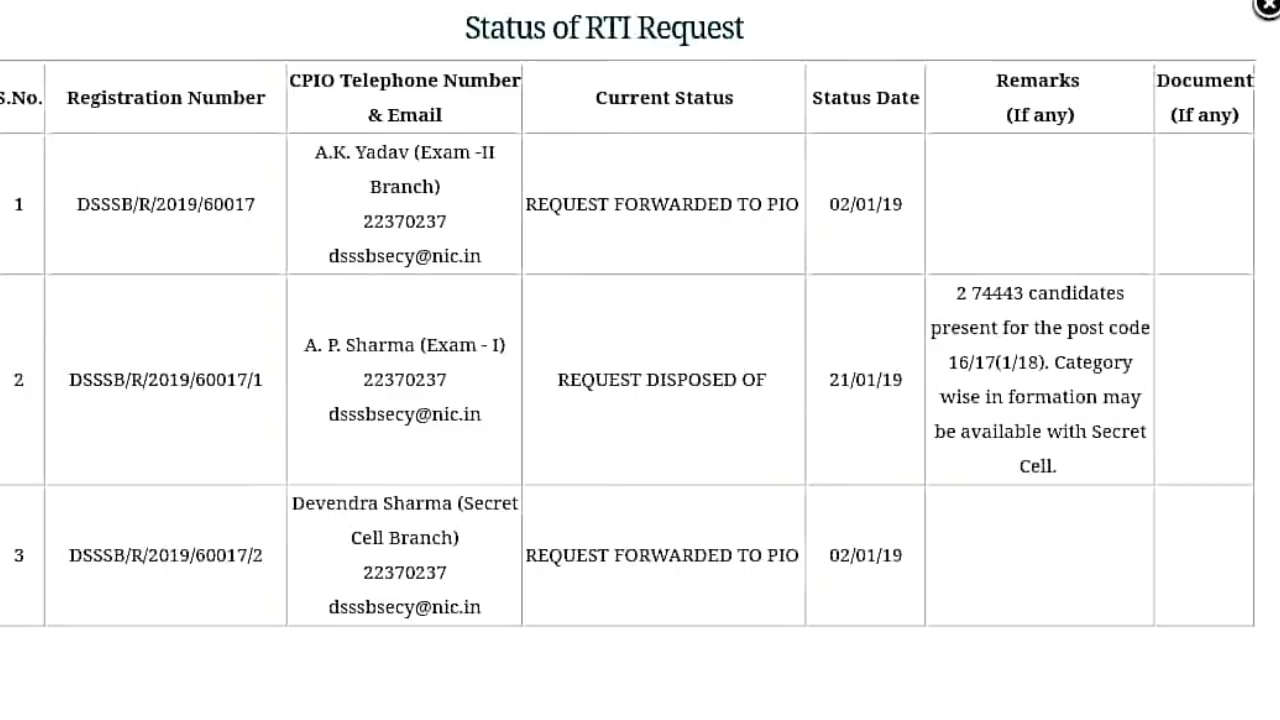 Status of RTI Request
S.No.
Registration Number
CPIO Telephone Number
& Email
Current Status
Status Date
Remarks
(If any)
Document
(If any)
1
DSSSB/R/2019/60017
A.K. Yadav (Exam -II
Branch)
22370237
dsssbsecy@nic.in
REQUEST FORWARDED TO PIO
02/01/19
2
DSSSB/R/2019/60017/1
A. P. Sharma (Exam - I)
22370237
dsssbsecy@nic.in
REQUEST DISPOSED OF
21/01/19
2 74443 candidates
present for the post code
16/17(1/18). Category
wise in formation may
be available with Secret
Cell.
3
DSSSB/R/2019/60017/2
Devendra Sharma (Secret
Cell Branch)
22370237
dsssbsecy@nic.in
REQUEST FORWARDED TO PIO
02/01/19